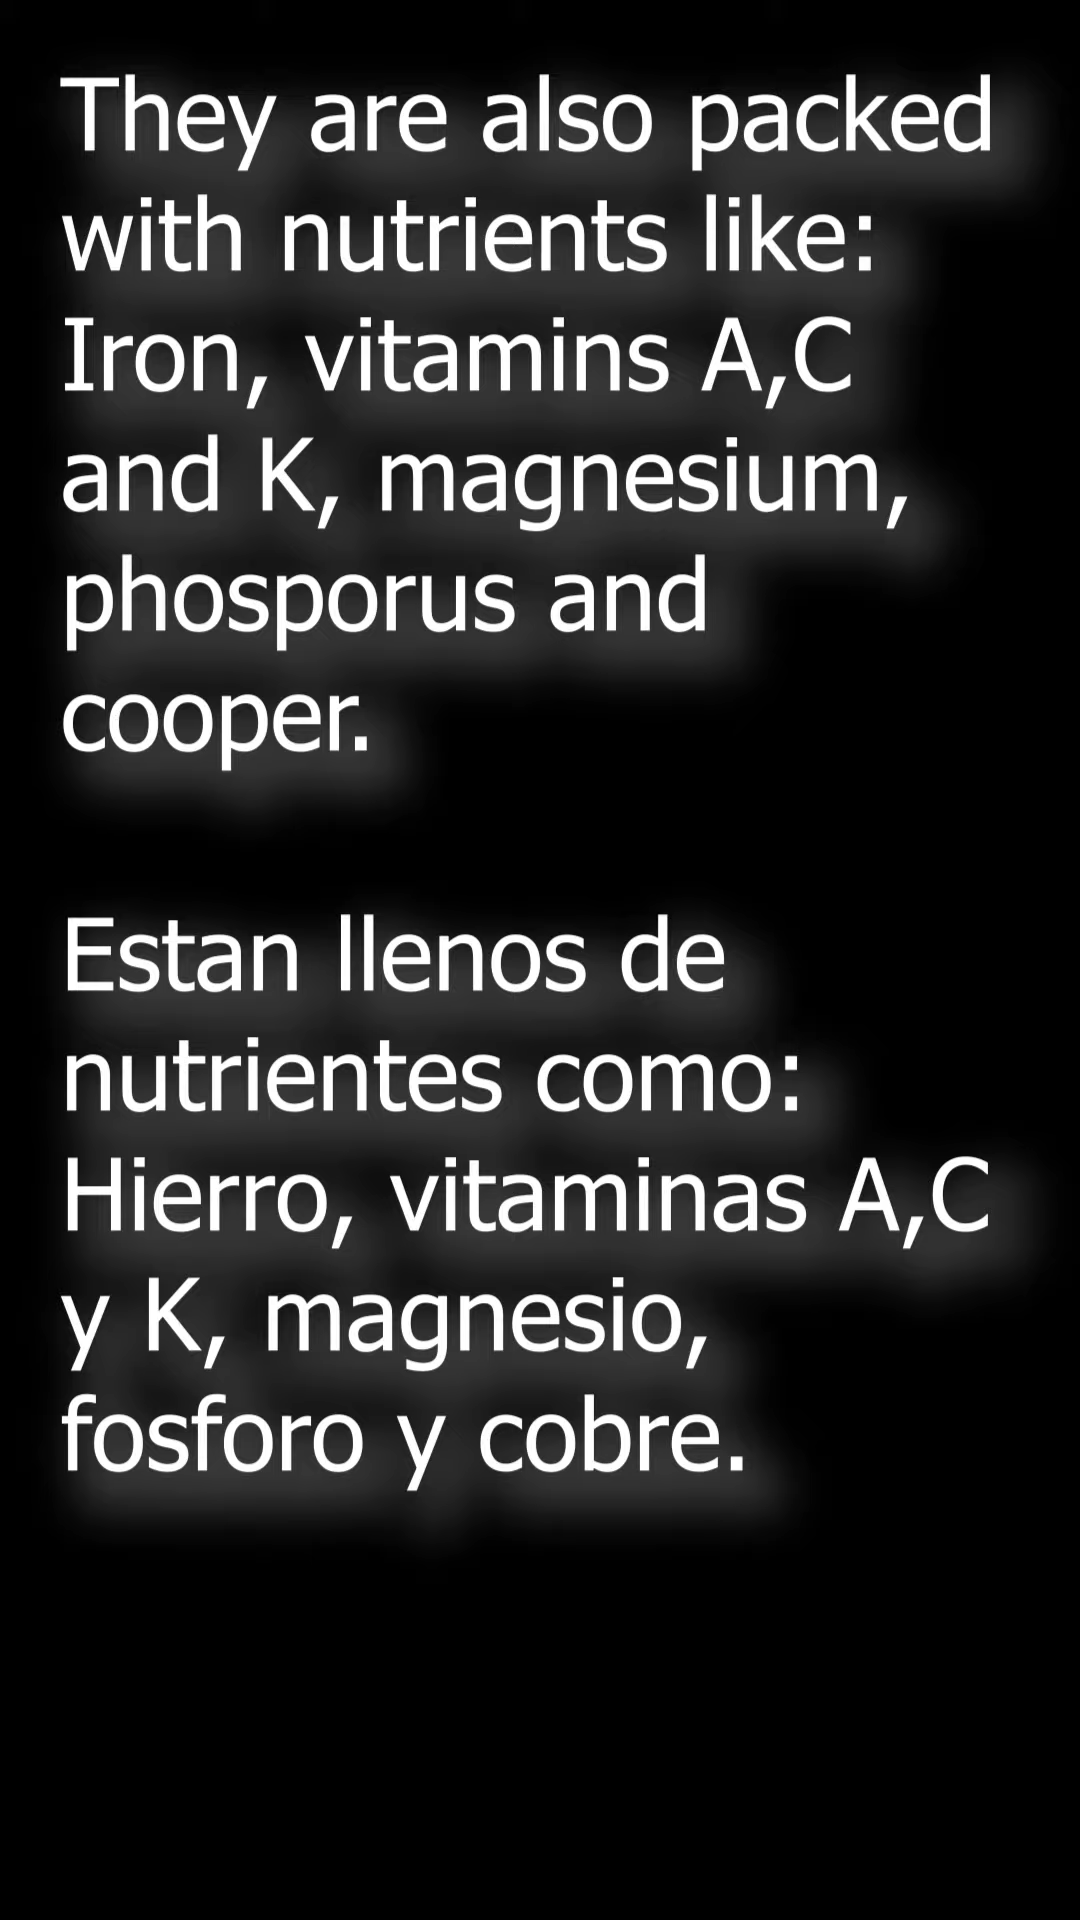 They are also packed
with nutrients like:
Iron, vitamins A,C
and K, magnesium,
phosporus and
cooper.
Estan llenos de
nutrientes como:
Hierro, vitaminas A,C
y K, magnesio,
fosforo y cobre.